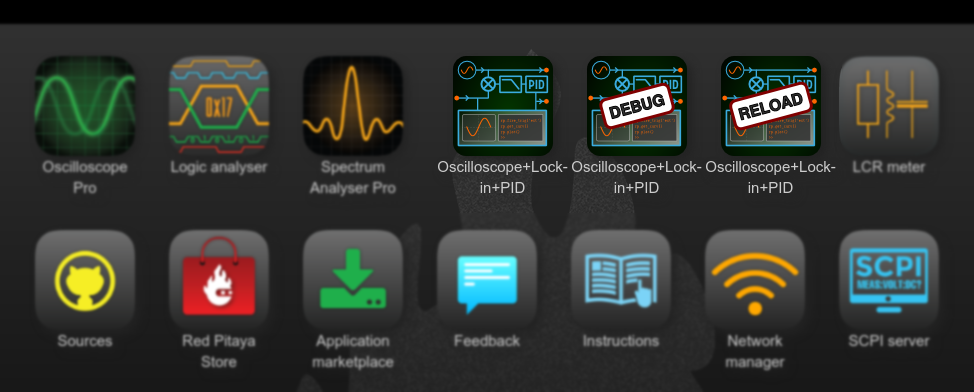 0x17
PID
PID
DEBUG
PID
RELOAD
Oscilloscope
Pro
Logic analyser
Spectrum
Analyser Pro
Oscilloscope+Lock-
in+PID
Oscilloscope+Lock-
in+PID
Oscilloscope+Lock-
in+PID
LCR meter
SCPI
MEAS:VOLT:DC?
Sources
Red Pitaya
Store
Application
marketplace
Feedback
Instructions
Network
manager
SCPI server